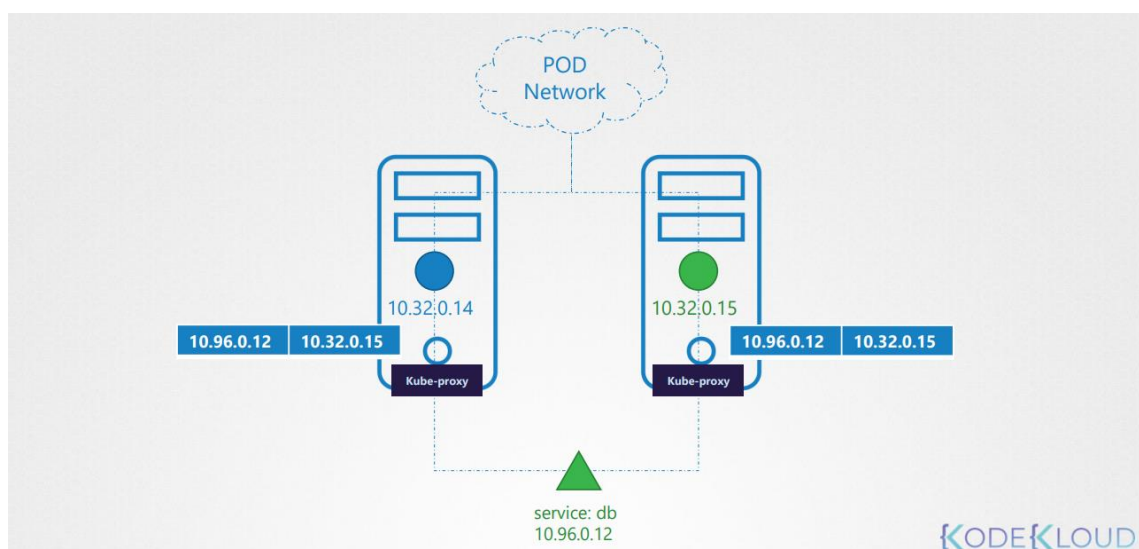 POD
Network
10.32.0.14
10.32.0.15
10.96.0.12 10.32.0.15
10.96.0.12 10.32.0.15
Kube-proxy
Kube-proxy
service: db
10.96.0.12
KODEKLOUD